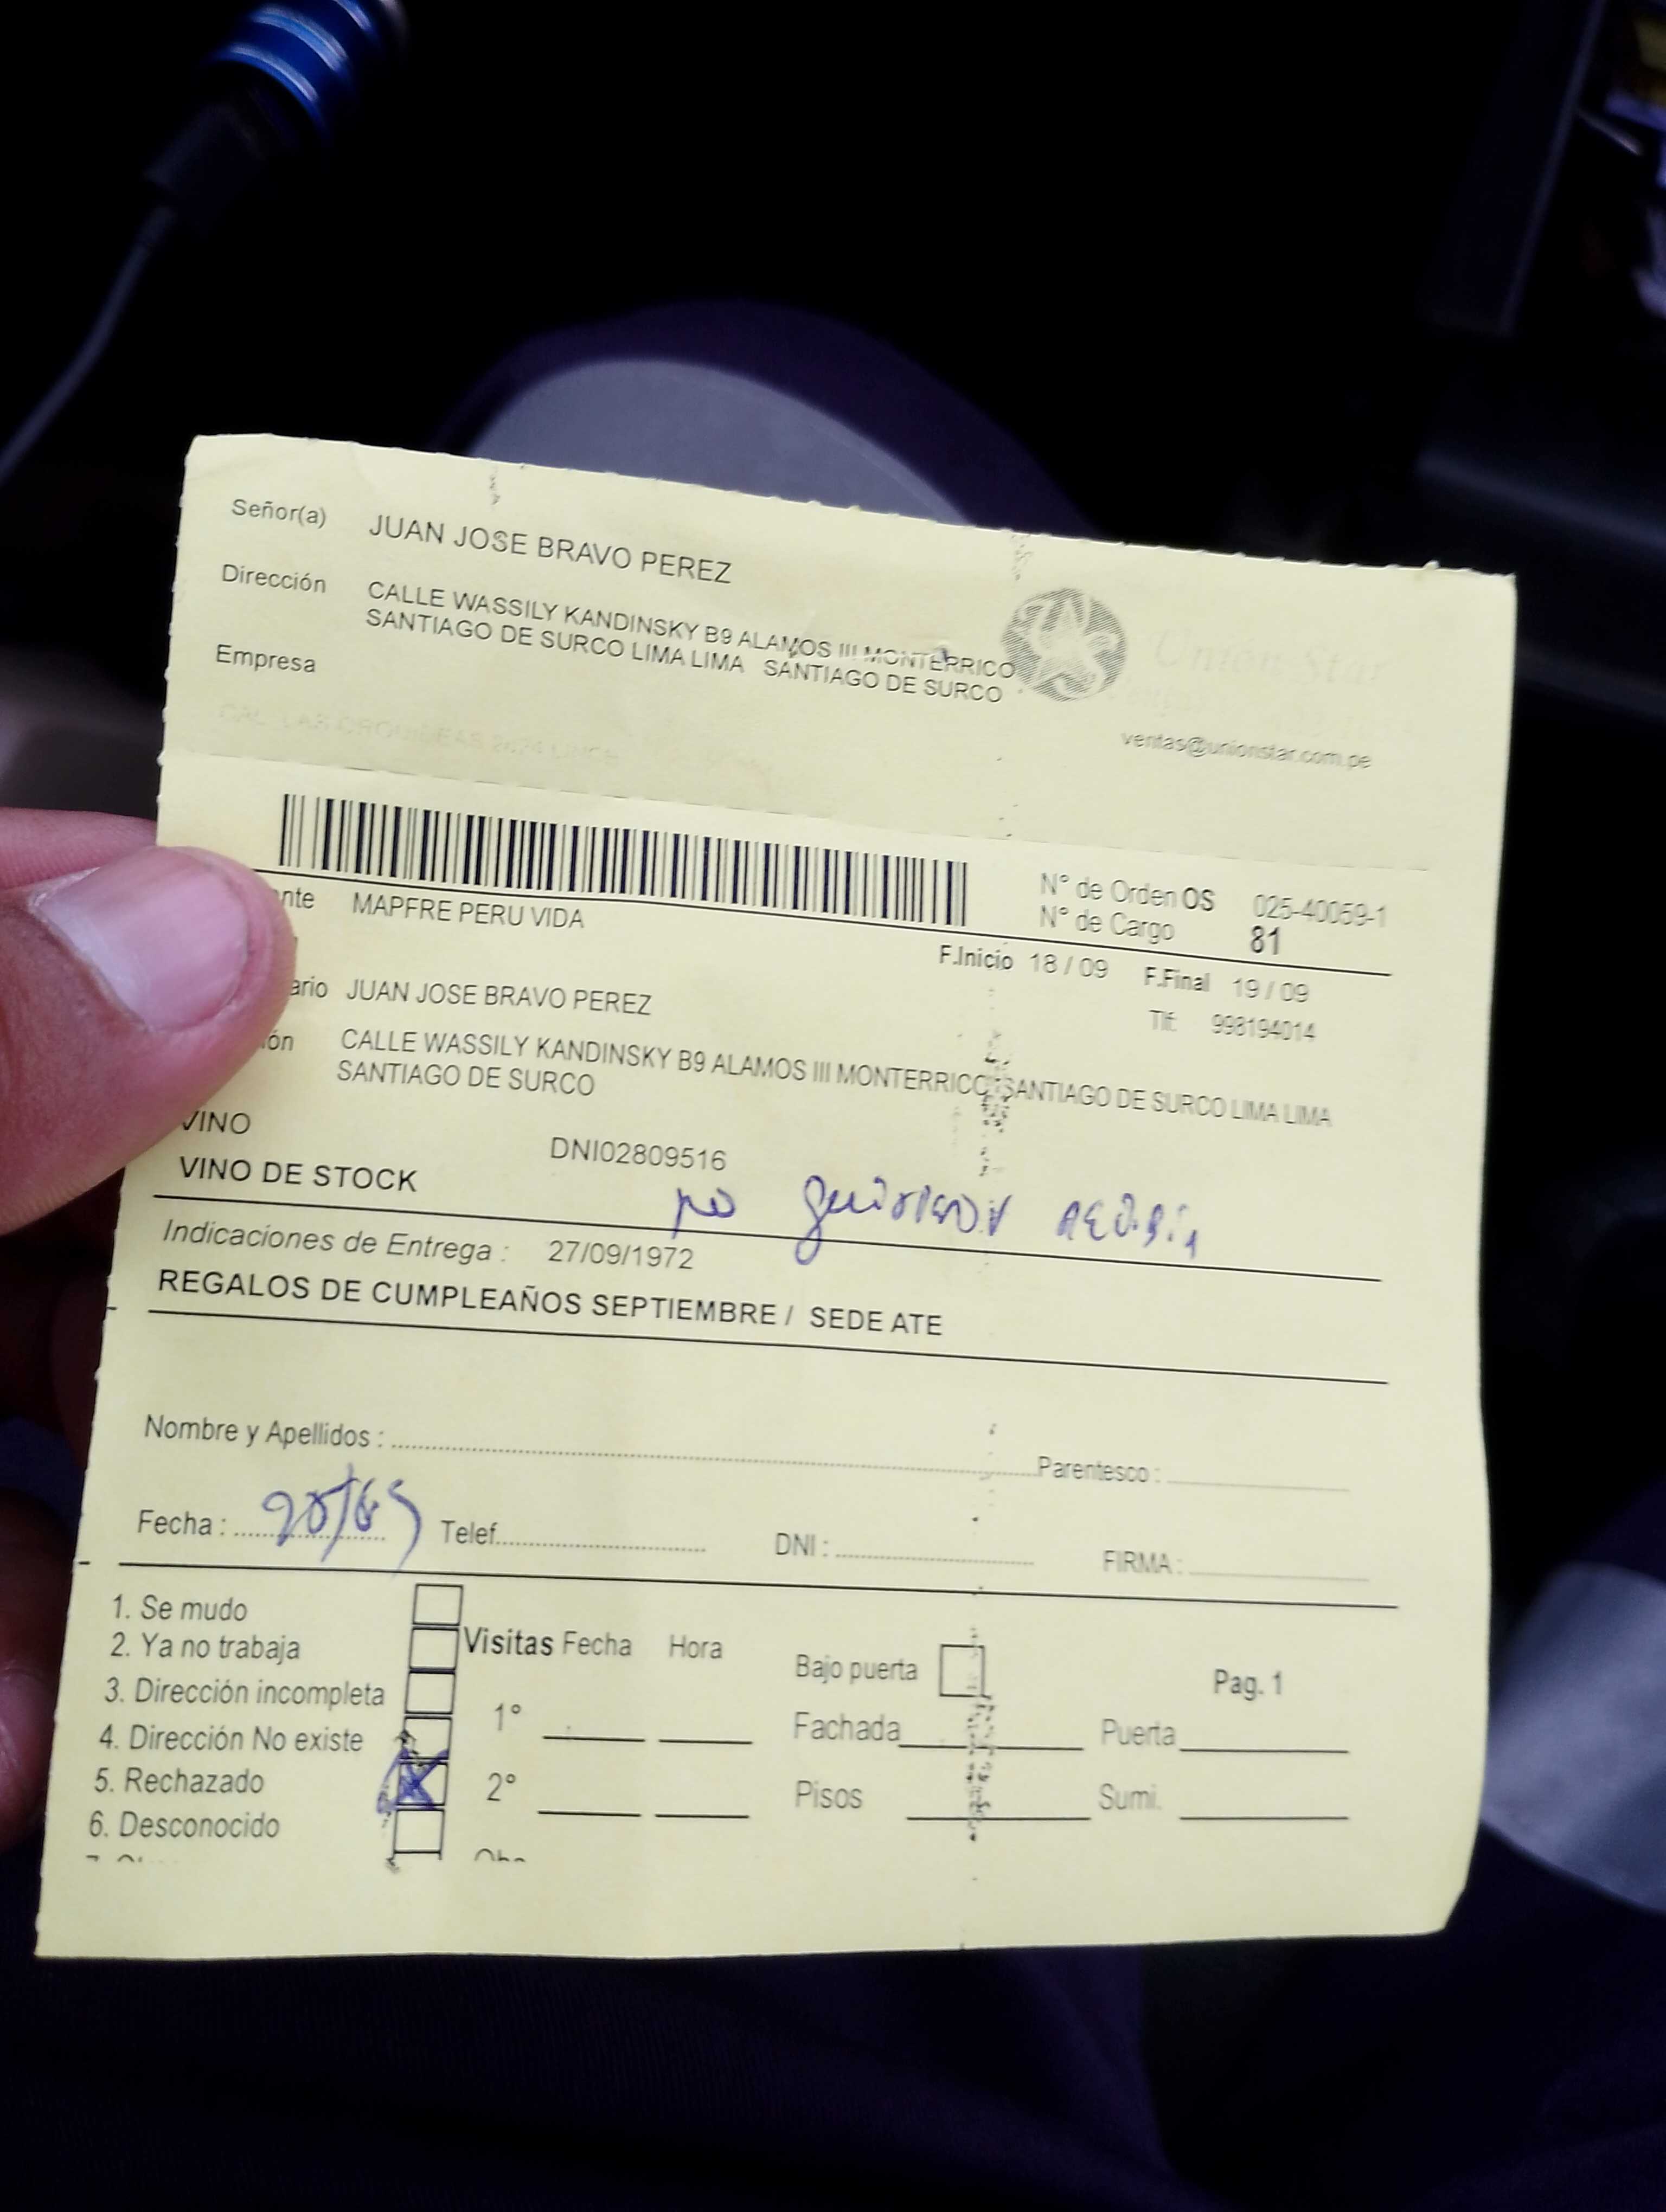 Señor(a) JUAN JOSE BRAVO PEREZ
Dirección CALLE WASSILY KANDINSKY B9 ALAMOS III MONTERRICO
SANTIAGO DE SURCO LIMA LIMA SANTIAGO DE SURCO
Empresa
Union Star
ventas@unionstar.com.pe
N° de Orden OS 025-40059-1
N° de Cargo 81
nte MAPFRE PERU VIDA
F.Inicio 18 / 09 F.Final 19 / 09
ario JUAN JOSE BRAVO PEREZ
Tlf: 998194014
ión CALLE WASSILY KANDINSKY B9 ALAMOS III MONTERRICO SANTIAGO DE SURCO LIMA LIMA
SANTIAGO DE SURCO
VINO
DNI02809516
VINO DE STOCK
no quisieron recibir
Indicaciones de Entrega : 27/09/1972
REGALOS DE CUMPLEAÑOS SEPTIEMBRE / SEDE ATE
Nombre y Apellidos : Parentesco :
Fecha : 20/09 Telef. DNI : FIRMA :
1. Se mudo
2. Ya no trabaja Visitas Fecha Hora Bajo puerta Pag. 1
3. Dirección incompleta 1° Fachada Puerta
4. Dirección No existe
5. Rechazado X 2° Pisos Sumi.
6. Desconocido